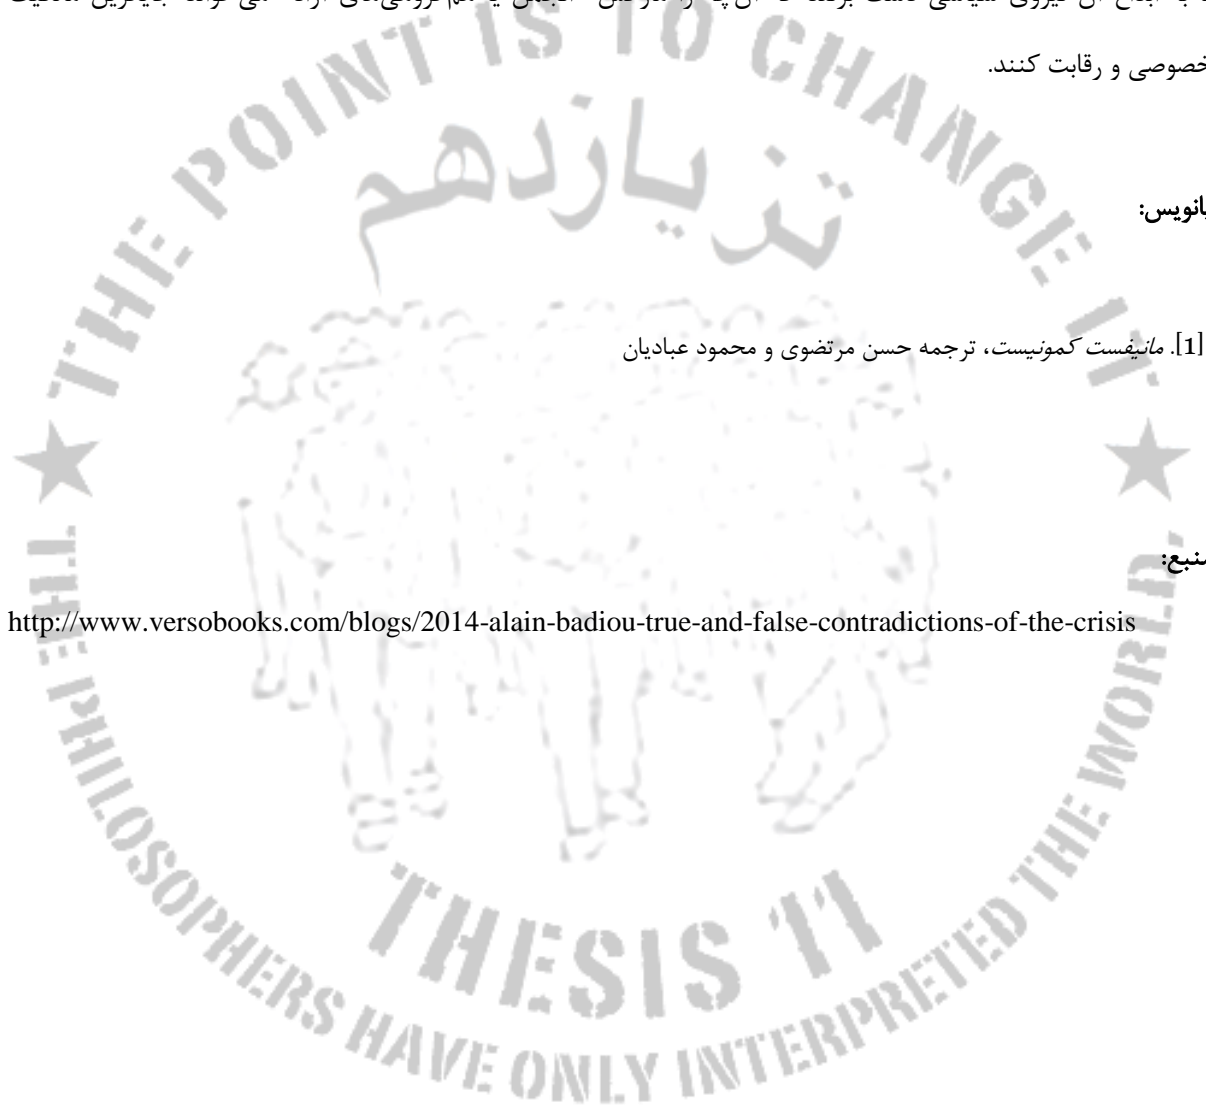 خصوصی و رقابت کنند.
[1]. مانیفست کمونیست، ترجمه حسن مرتضوی و محمود عبادیان
http://www.versobooks.com/blogs/2014-alain-badiou-true-and-false-contradictions-of-the-crisis
THE PHILOSOPHERS HAVE ONLY INTERPRETED THE WORLD,
★ THE POINT IS TO CHANGE IT ★
تز یازدهم
THESIS 11